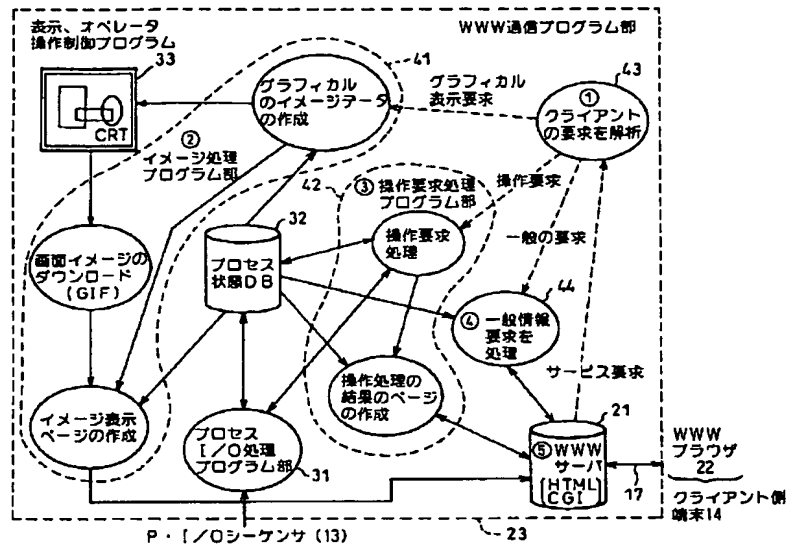 表示、オペレータ
操作制御プログラム
33
WWW通信プログラム部
41
43
CRT
グラフィカル
のイメージデータ
の作成
グラフィカル
表示要求
①
クライアント
の要求を解析
②
イメージ処理
プログラム部
42
③操作要求処理
プログラム部
操作要求
32
操作要求
処理
一般の要求
プロセス
状態DB
画面イメージの
ダウンロード
(GIF)
44
④一般情報
要求を
処理
サービス要求
操作処理の
結果のページ
の作成
21
イメージ表示
ページの作成
プロセス
I/O処理
プログラム部
31
⑤WWW
サーバ
[HTML
CGI]
WWW
ブラウザ
22
17
クライアント側
端末14
23
P・I/Oシーケンサ(13)